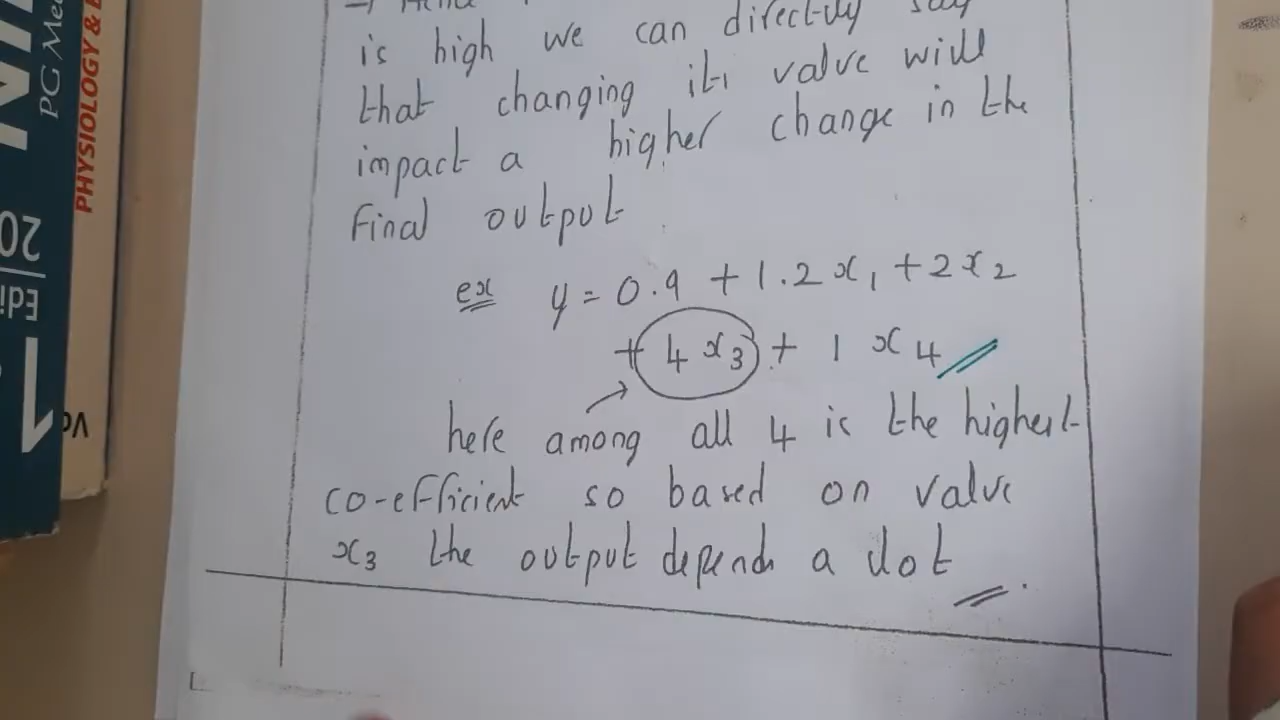 PG Me
PHYSIOLOGY &
20
Edi
1
is high we can directly say
that changing its value will
impact a higher change in the
final output
ex y = 0.9 + 1.2 x1 + 2 x2
+ 4 x3 + 1 x4
here among all 4 is the highest
co-efficient so based on value
x3 the output depends a lot